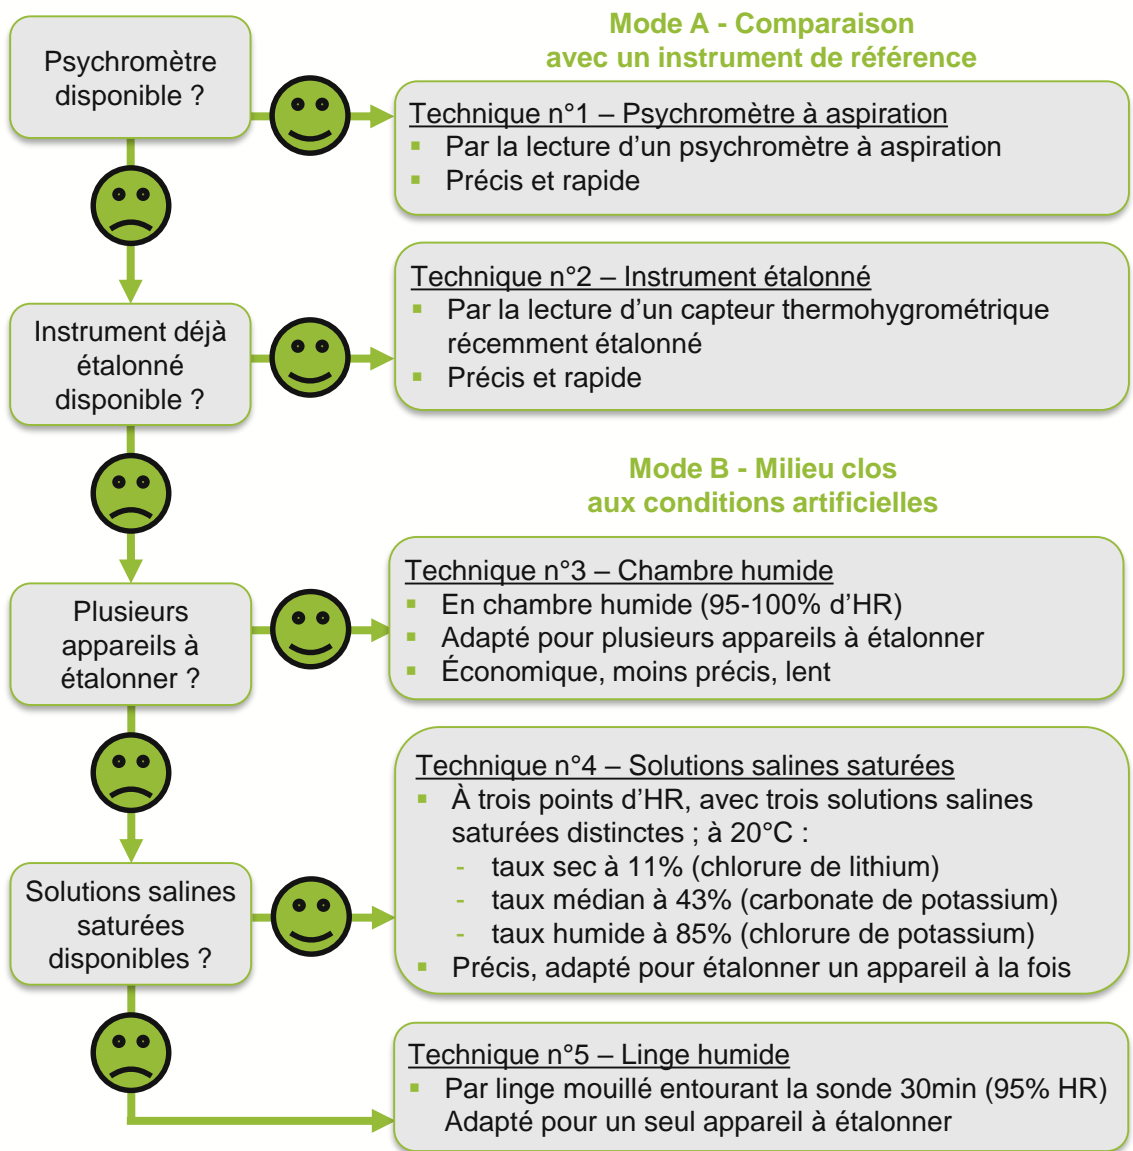 Mode A - Comparaison
avec un instrument de référence
Psychromètre
disponible ?
Technique n°1 – Psychromètre à aspiration
▪ Par la lecture d’un psychromètre à aspiration
▪ Précis et rapide
Instrument déjà
étalonné
disponible ?
Technique n°2 – Instrument étalonné
▪ Par la lecture d’un capteur thermohygrométrique
récemment étalonné
▪ Précis et rapide
Mode B - Milieu clos
aux conditions artificielles
Plusieurs
appareils à
étalonner ?
Technique n°3 – Chambre humide
▪ En chambre humide (95-100% d’HR)
▪ Adapté pour plusieurs appareils à étalonner
▪ Économique, moins précis, lent
Solutions salines
saturées
disponibles ?
Technique n°4 – Solutions salines saturées
▪ À trois points d’HR, avec trois solutions salines
saturées distinctes ; à 20°C :
- taux sec à 11% (chlorure de lithium)
- taux médian à 43% (carbonate de potassium)
- taux humide à 85% (chlorure de potassium)
▪ Précis, adapté pour étalonner un appareil à la fois
Technique n°5 – Linge humide
▪ Par linge mouillé entourant la sonde 30min (95% HR)
Adapté pour un seul appareil à étalonner